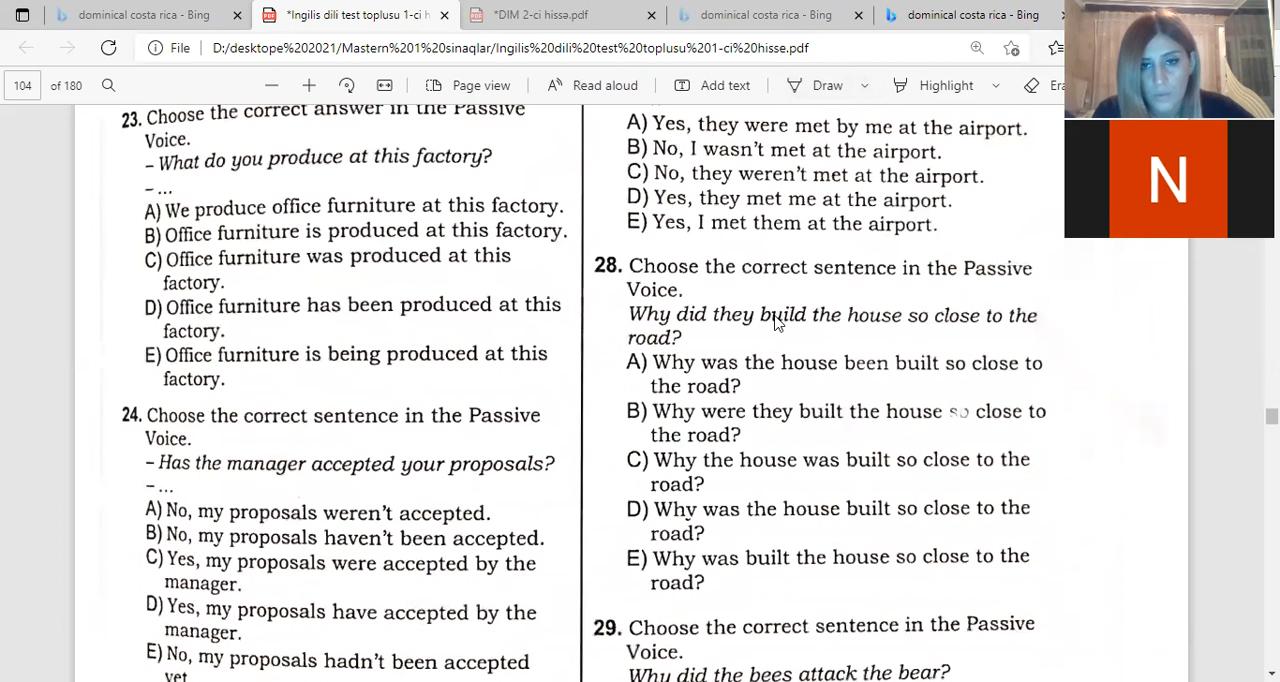 dominical costa rica - Bing
*Ingilis dili test toplusu 1-ci h
*DIM 2-ci hissə.pdf
dominical costa rica - Bing
dominical costa rica - Bing
File
D:/desktope%202021/Mastern%201%20sinaqlar/Ingilis%20dili%20test%20toplusu%201-ci%20hisse.pdf
104 of 180
Page view
Read aloud
Add text
Draw
Highlight
Era
23. Choose the correct answer in the Passive
Voice.
- What do you produce at this factory?
- ...
A) We produce office furniture at this factory.
B) Office furniture is produced at this factory.
C) Office furniture was produced at this
factory.
D) Office furniture has been produced at this
factory.
E) Office furniture is being produced at this
factory.
24. Choose the correct sentence in the Passive
Voice.
- Has the manager accepted your proposals?
- ...
A) No, my proposals weren't accepted.
B) No, my proposals haven't been accepted.
C) Yes, my proposals were accepted by the
manager.
D) Yes, my proposals have accepted by the
manager.
E) No, my proposals hadn't been accepted
yet
A) Yes, they were met by me at the airport.
B) No, I wasn't met at the airport.
C) No, they weren't met at the airport.
D) Yes, they met me at the airport.
E) Yes, I met them at the airport.
28. Choose the correct sentence in the Passive
Voice.
Why did they build the house so close to the
road?
A) Why was the house been built so close to
the road?
B) Why were they built the house so close to
the road?
C) Why the house was built so close to the
road?
D) Why was the house built so close to the
road?
E) Why was built the house so close to the
road?
29. Choose the correct sentence in the Passive
Voice.
Why did the bees attack the bear?
N